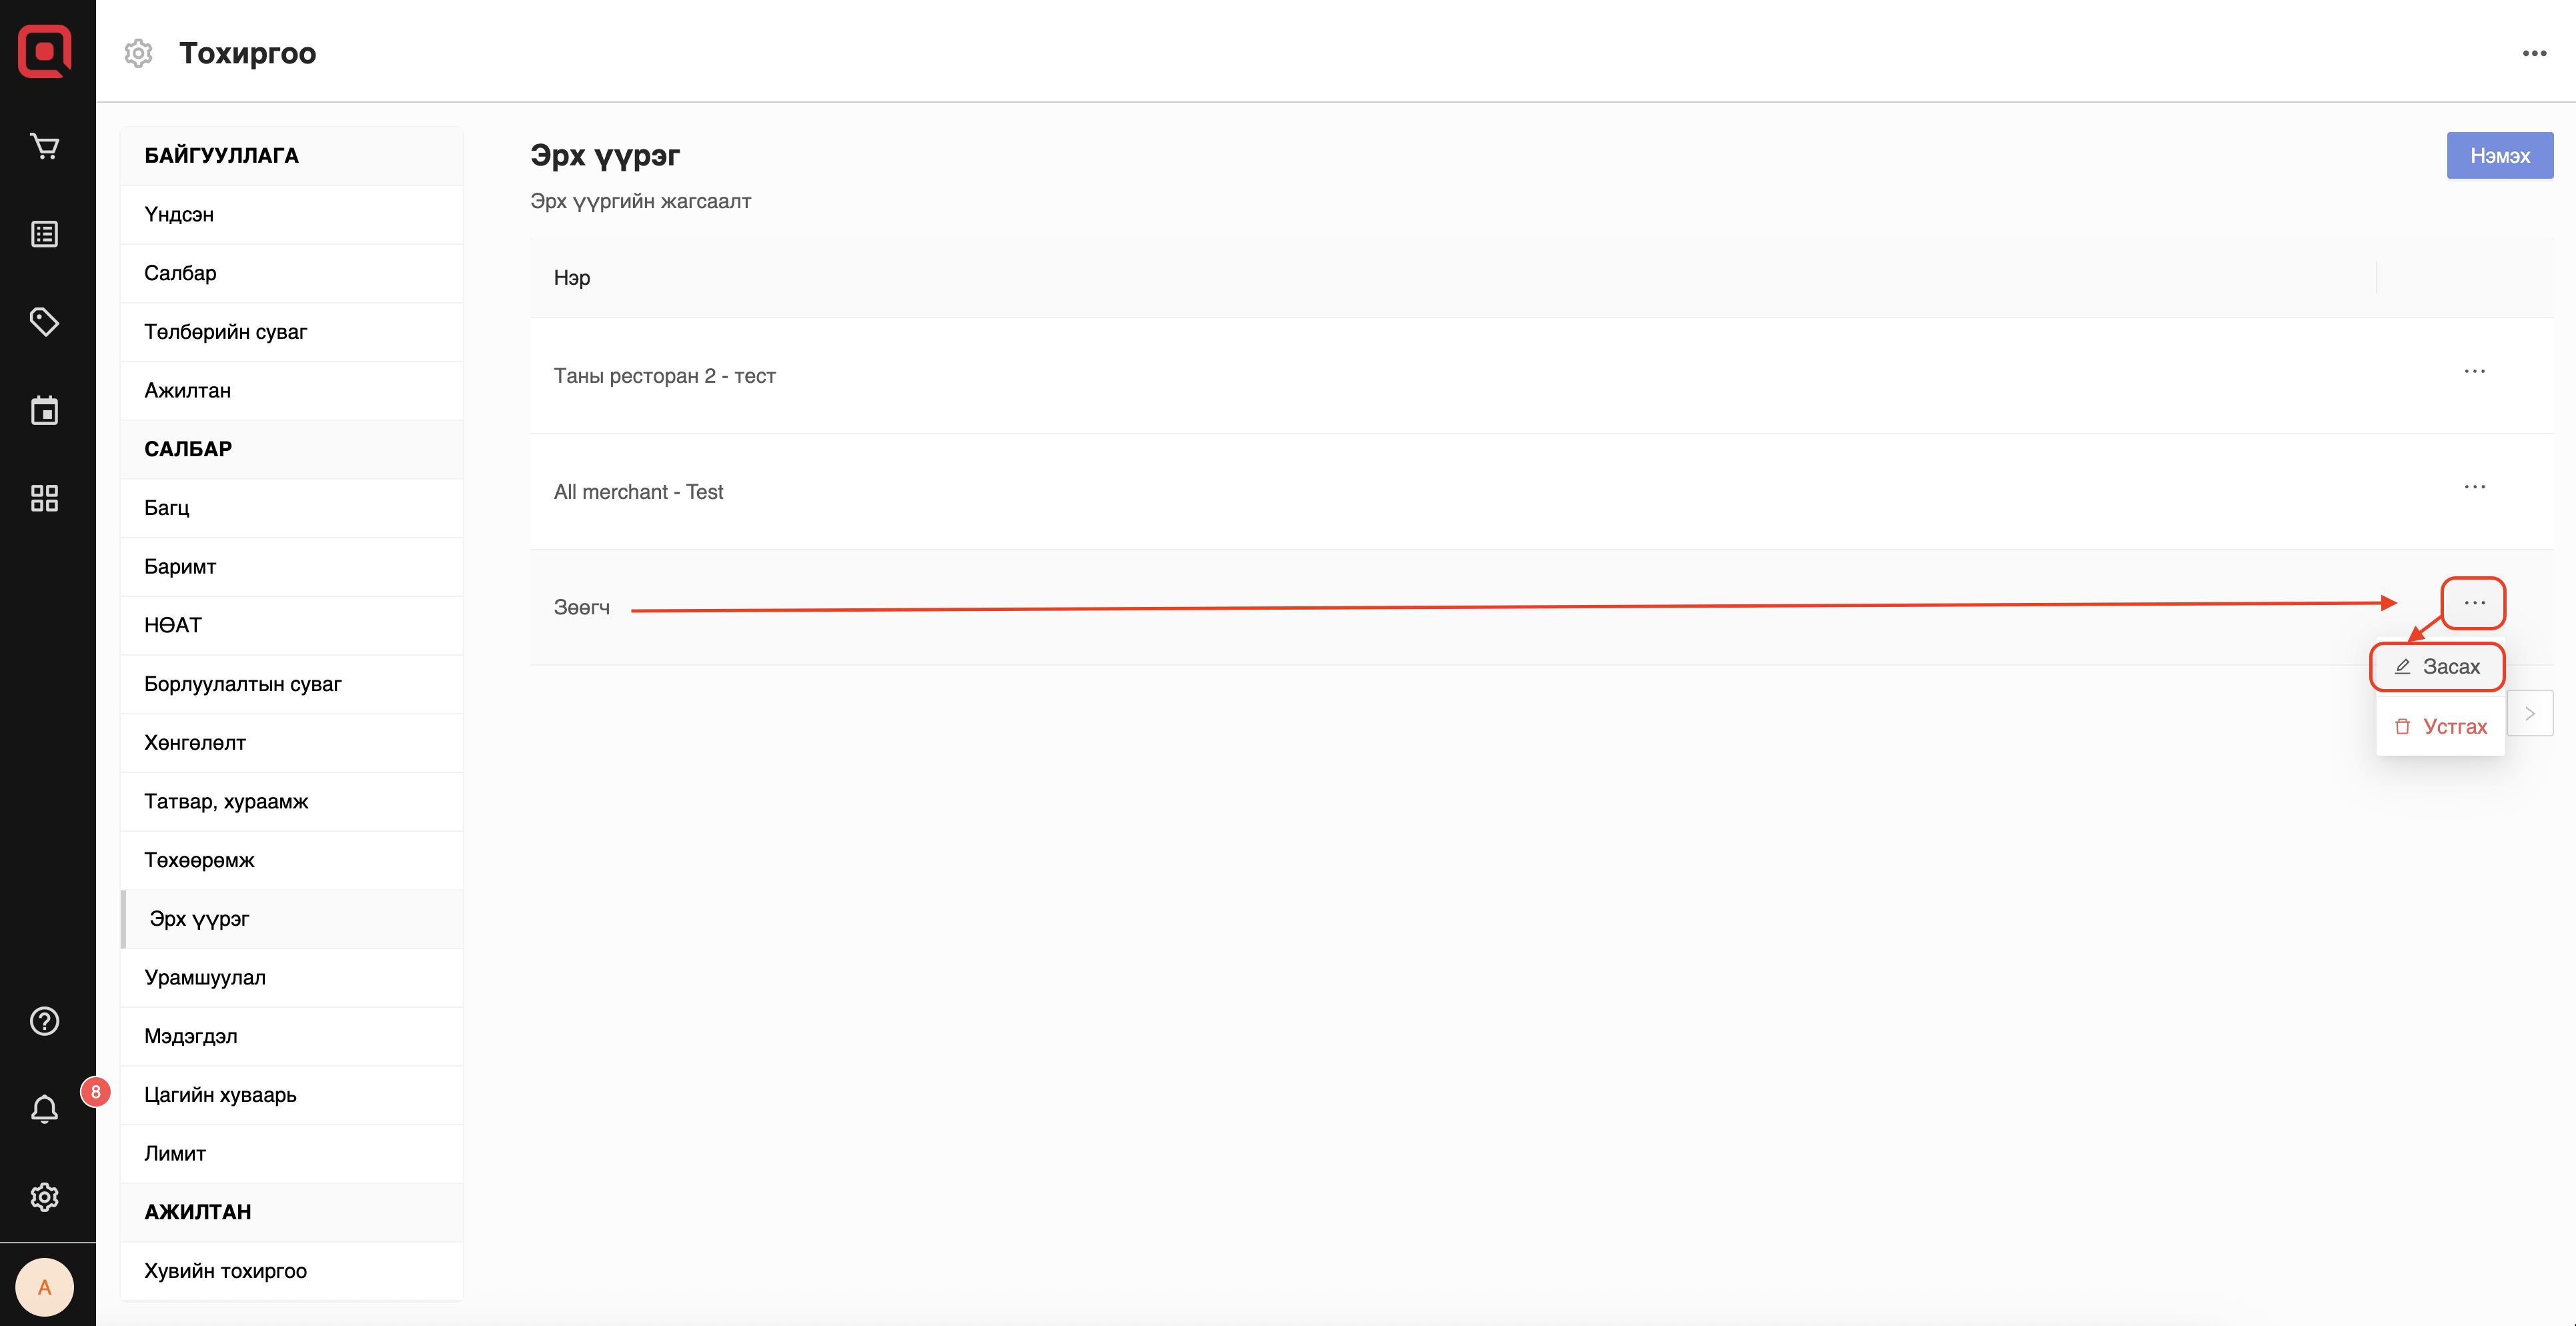 Тохиргоо
БАЙГУУЛЛАГА
Үндсэн
Салбар
Төлбөрийн суваг
Ажилтан
САЛБАР
Багц
Баримт
НӨАТ
Борлуулалтын суваг
Хөнгөлөлт
Татвар, хураамж
Төхөөрөмж
Эрх үүрэг
Урамшуулал
Мэдэгдэл
Цагийн хуваарь
Лимит
АЖИЛТАН
Хувийн тохиргоо
8
A
Эрх үүрэг
Нэмэх
Эрх үүргийн жагсаалт
Нэр
Таны ресторан 2 - тест
All merchant - Test
Зөөгч
Засах
Устгах